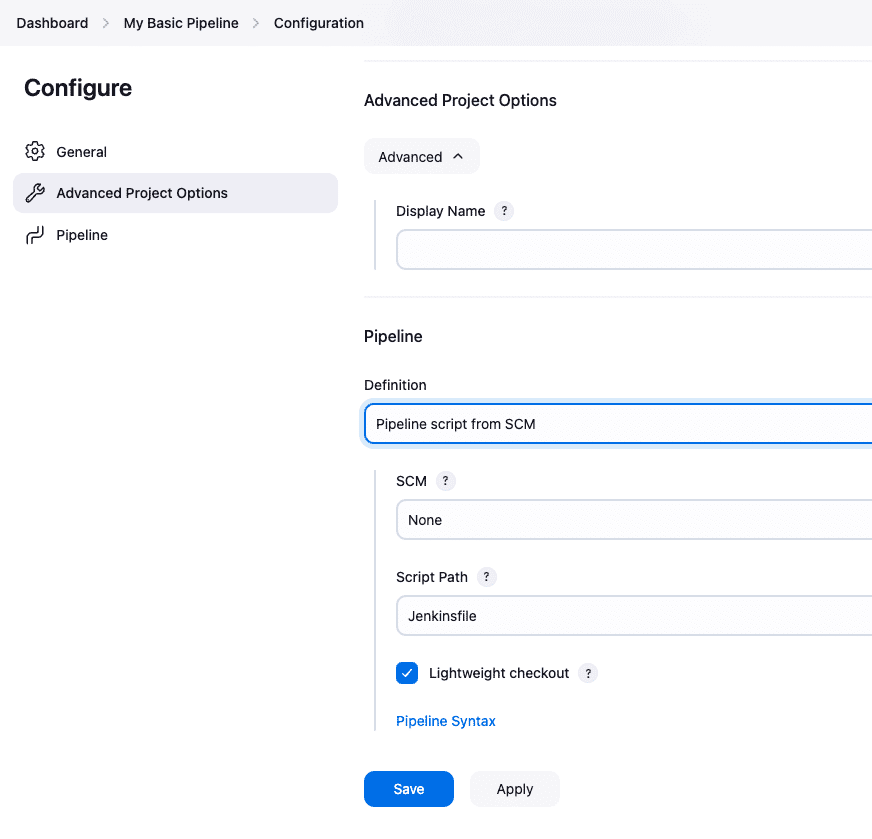 Dashboard > My Basic Pipeline > Configuration
Configure
General
Advanced Project Options
Pipeline
Advanced Project Options
Advanced
Display Name ?
Pipeline
Definition
Pipeline script from SCM
SCM ?
None
Script Path ?
Jenkinsfile
Lightweight checkout ?
Pipeline Syntax
Save Apply